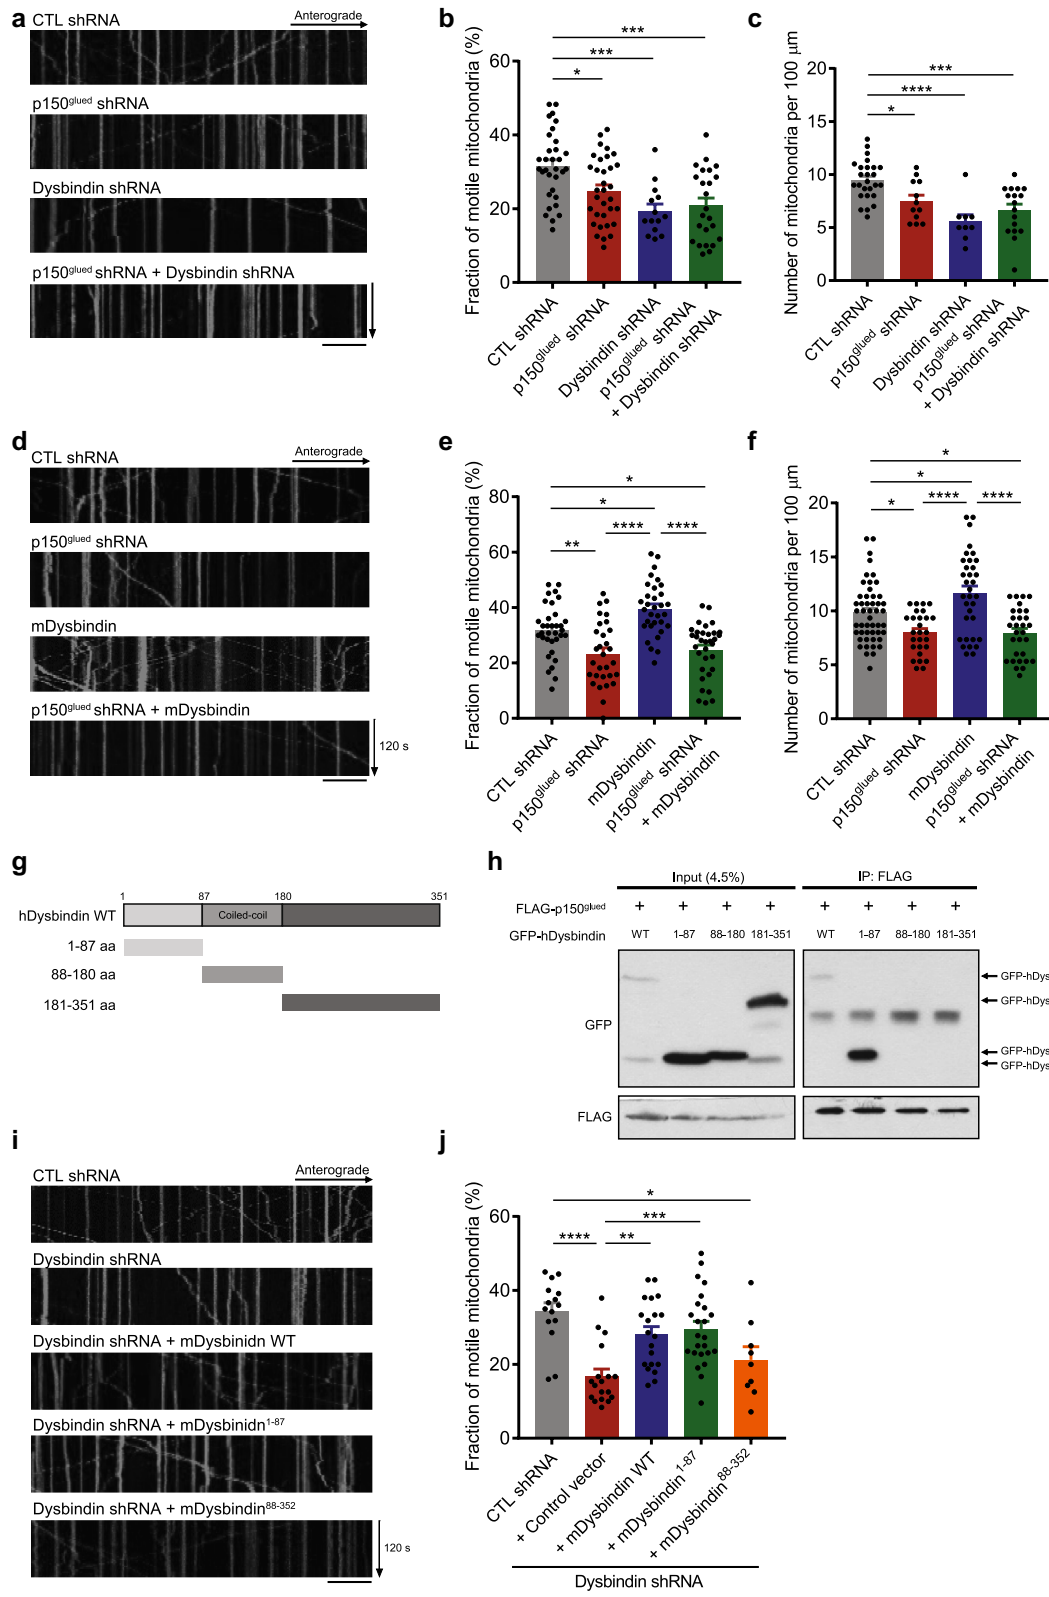 a
CTL shRNA
Anterograde
p150glued shRNA
Dysbindin shRNA
p150glued shRNA + Dysbindin shRNA
b
Fraction of motile mitochondria (%)
60
40
20
0
***
***
*
CTL shRNA
p150glued shRNA
Dysbindin shRNA
p150glued shRNA
+ Dysbindin shRNA
c
Number of mitochondria per 100 μm
20
15
10
5
0
***
****
*
CTL shRNA
p150glued shRNA
Dysbindin shRNA
p150glued shRNA
+ Dysbindin shRNA
d
CTL shRNA
Anterograde
p150glued shRNA
mDysbindin
p150glued shRNA + mDysbindin
120 s
e
Fraction of motile mitochondria (%)
80
60
40
20
0
*
*
** **** ****
CTL shRNA
p150glued shRNA
mDysbindin
p150glued shRNA
+ mDysbindin
f
Number of mitochondria per 100 μm
20
15
10
5
0
*
*
* **** ****
CTL shRNA
p150glued shRNA
mDysbindin
p150glued shRNA
+ mDysbindin
g
1 87 180 351
hDysbindin WT
Coiled-coil
1-87 aa
88-180 aa
181-351 aa
h
Input (4.5%) IP: FLAG
FLAG-p150glued + + + + + + + +
GFP-hDysbindin WT 1-87 88-180 181-351 WT 1-87 88-180 181-351
GFP
GFP-hDys
GFP-hDys
GFP-hDys
GFP-hDys
FLAG
i
CTL shRNA
Anterograde
Dysbindin shRNA
Dysbindin shRNA + mDysbinidn WT
Dysbindin shRNA + mDysbinidn1-87
Dysbindin shRNA + mDysbindin88-352
120 s
j
Fraction of motile mitochondria (%)
60
40
20
0
*
***
**** **
CTL shRNA
+ Control vector
+ mDysbindin WT
+ mDysbindin1-87
+ mDysbindin88-352
Dysbindin shRNA